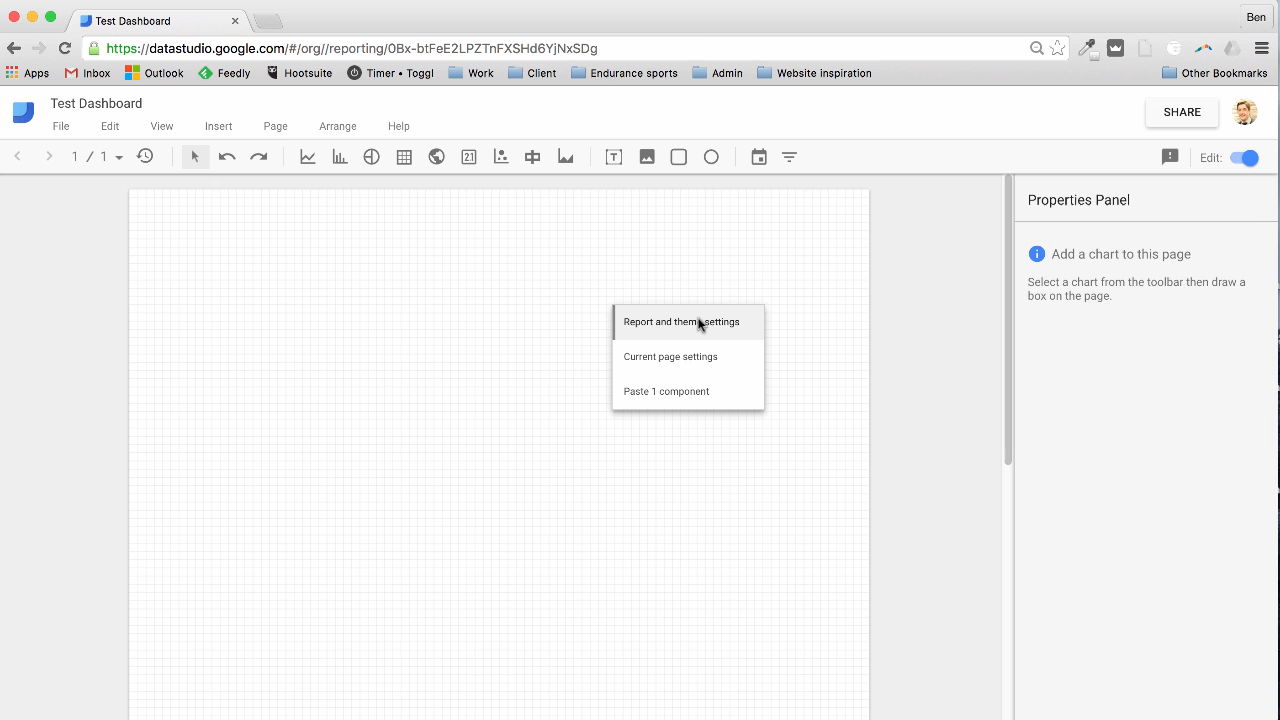 Test Dashboard
Ben
https://datastudio.google.com/#/org//reporting/0Bx-btFeE2LPZTnFXSHd6YjNxSDg
Apps Inbox Outlook Feedly Hootsuite Timer • Toggl Work Client Endurance sports Admin Website inspiration Other Bookmarks
Test Dashboard
File Edit View Insert Page Arrange Help
SHARE
1 / 1
21
T
Edit:
Properties Panel
Add a chart to this page
Select a chart from the toolbar then draw a
box on the page.
Report and theme settings
Current page settings
Paste 1 component